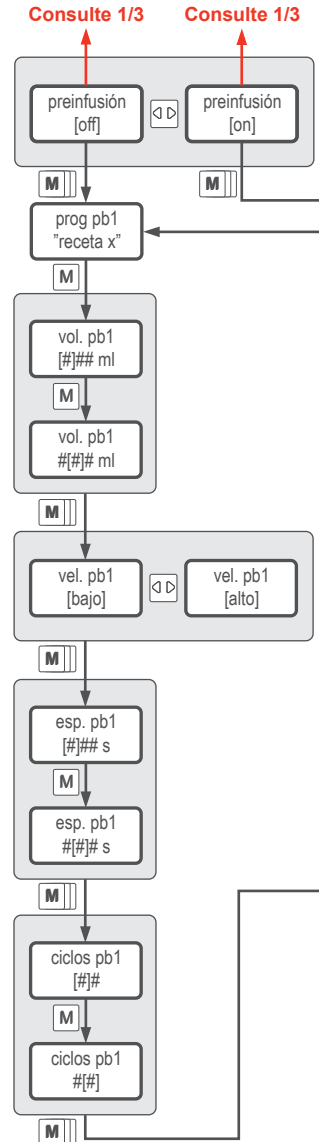 Consulte 1/3 Consulte 1/3
preinfusión preinfusión
[off] [on]
M M
prog pb1
"receta x"
M
vol. pb1
[#]## ml
M
vol. pb1
#[#]# ml
M
vel. pb1 vel. pb1
[bajo] [alto]
M
esp. pb1
[#]## s
M
esp. pb1
#[#]# s
M
ciclos pb1
[#]#
M
ciclos pb1
#[#]
M